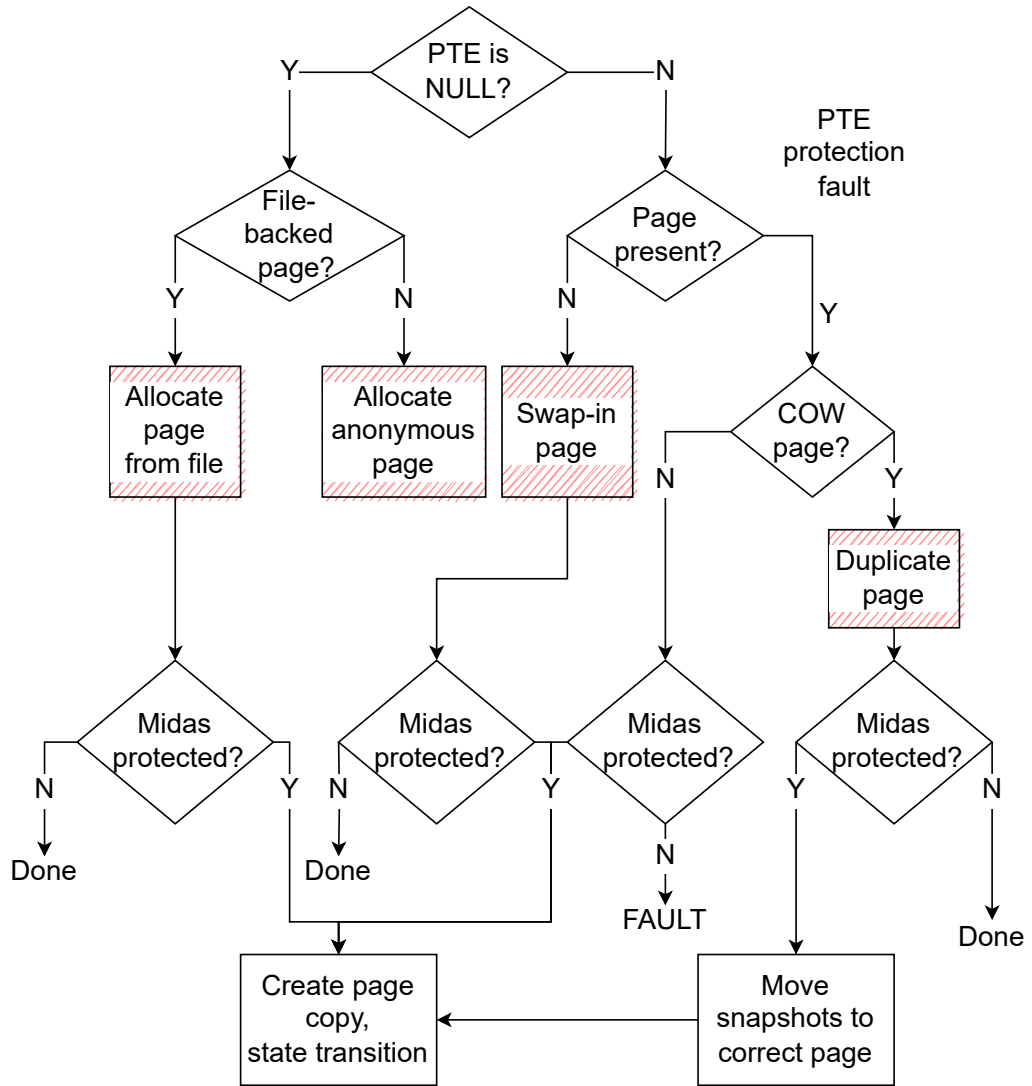 PTE is
NULL?
Y
N
PTE
protection
fault
File-
backed
page?
Page
present?
Y
N
N
Y
Allocate
page
from file
Allocate
anonymous
page
Swap-in
page
COW
page?
N
Y
Duplicate
page
Midas
protected?
Midas
protected?
Midas
protected?
Midas
protected?
N
Y
N
Y
Y
N
N
Done
Done
FAULT
Done
Create page
copy,
state transition
Move
snapshots to
correct page